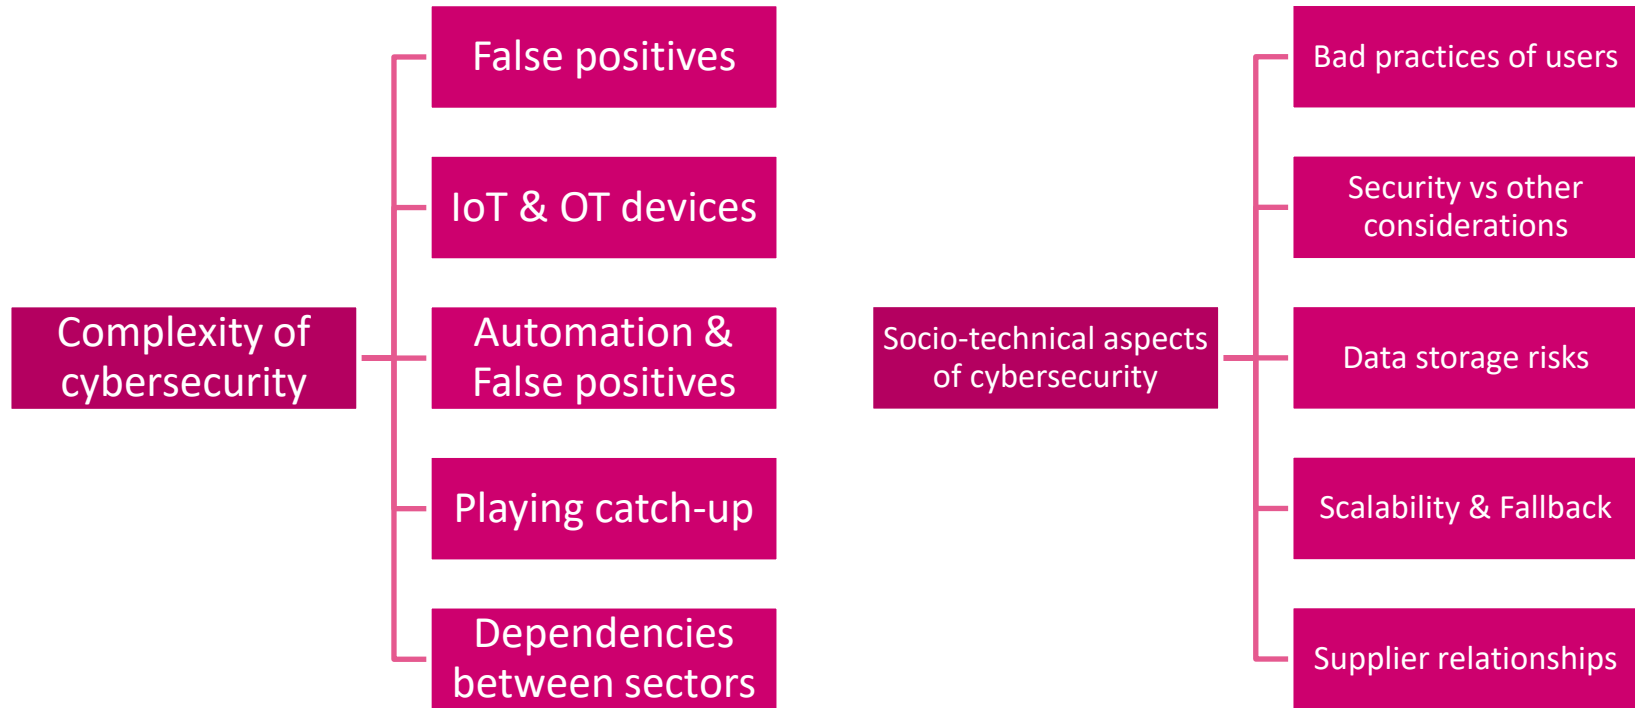 Complexity of
cybersecurity
False positives
IoT & OT devices
Automation &
False positives
Playing catch-up
Dependencies
between sectors
Socio-technical aspects
of cybersecurity
Bad practices of users
Security vs other
considerations
Data storage risks
Scalability & Fallback
Supplier relationships